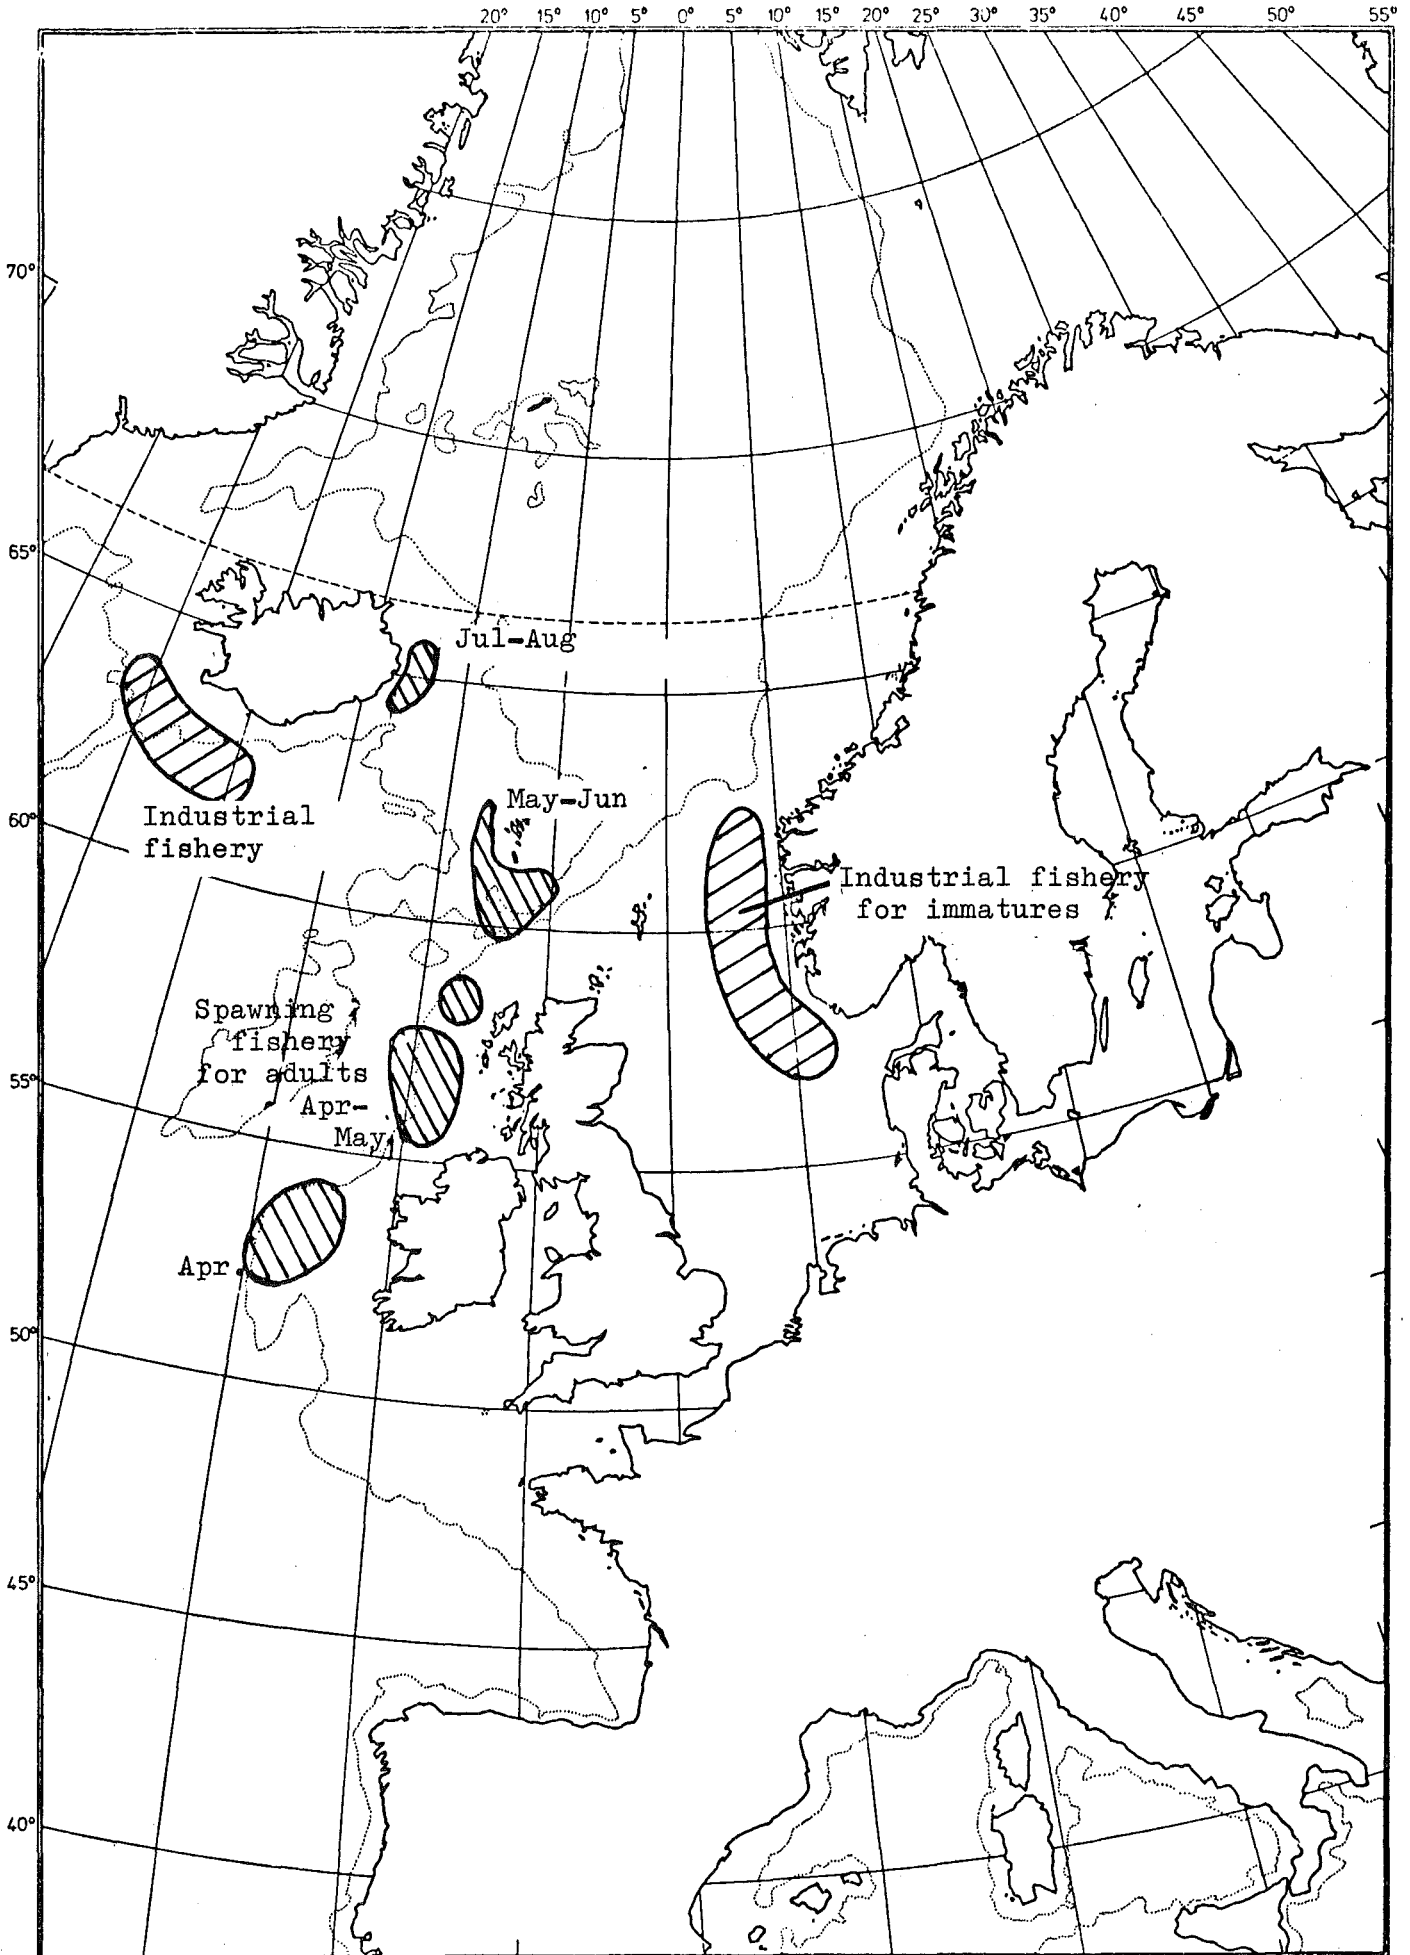 20° 15° 10° 5° 0° 5° 10° 15° 20° 25° 30° 35° 40° 45° 50° 55°
70°
65°
Jul-Aug
May-Jun
Industrial
fishery
60°
Industrial fishery
for immatures
Spawning
fishery
for adults
Apr-
May
55°
Apr.
50°
45°
40°